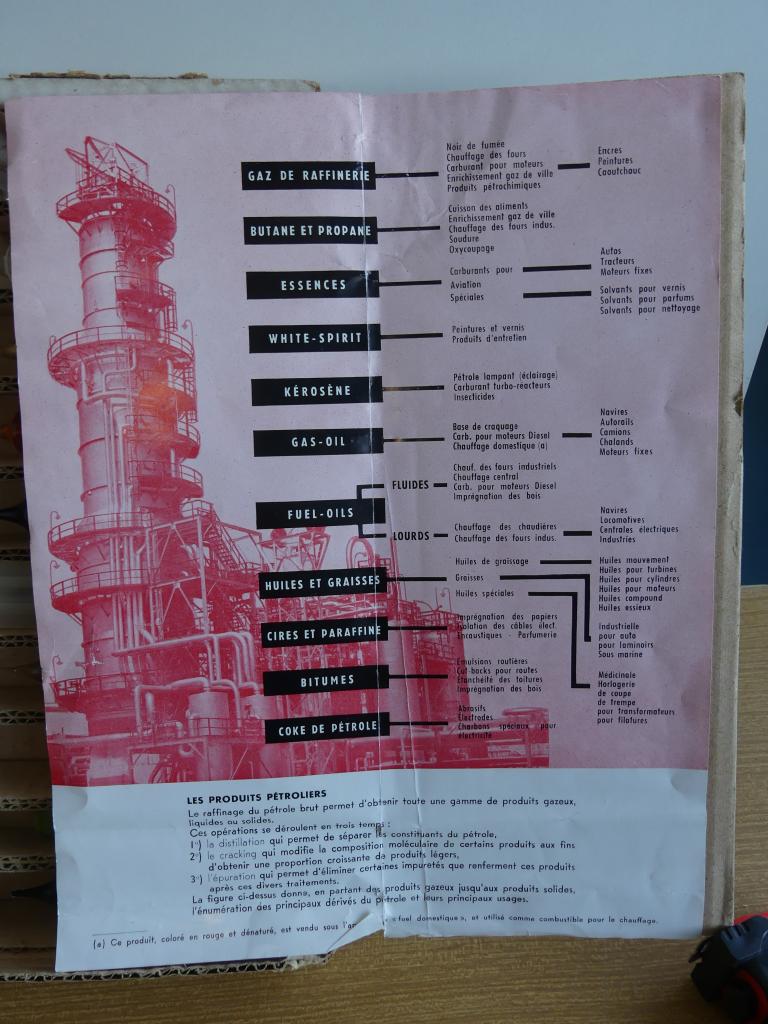 GAZ DE RAFFINERIE
Noir de fumée
Chauffage des fours
Carburant pour moteurs
Enrichissement gaz de ville
Produits pétrochimiques
Encres
Peintures
Caoutchouc
BUTANE ET PROPANE
Cuisson des aliments
Enrichissement gaz de ville
Chauffage des fours indus.
Soudure
Oxycoupage
ESSENCES
Carburants pour
Aviation
Spéciales
Autos
Tracteurs
Moteurs fixes
Solvants pour vernis
Solvants pour parfums
Solvants pour nettoyage
WHITE-SPIRIT
Peintures et vernis
Produits d'entretien
KÉROSÈNE
Pétrole lampant (éclairage)
Carburant turbo-réacteurs
Insecticides
GAS-OIL
Base de craquage
Carb. pour moteurs Diesel
Chauffage domestique (a)
Navires
Autorails
Camions
Chalands
Moteurs fixes
FUEL-OILS
FLUIDES
Chauf. des fours industriels
Chauffage central
Carb. pour moteurs Diesel
Imprégnation des bois
LOURDS
Chauffage des chaudières
Chauffage des fours indus.
Navires
Locomotives
Centrales électriques
Industries
HUILES ET GRAISSES
Huiles de graissage
Graisses
Huiles spéciales
Huiles mouvement
Huiles pour turbines
Huiles pour cylindres
Huiles pour moteurs
Huiles compound
Huiles essieux
Industrielle
pour auto
pour laminoirs
Sous marine
Médicinale
Horlogerie
de coupe
de trempe
pour transformateurs
pour filatures
CIRES ET PARAFFINE
Imprégnation des papiers
Isolation des câbles élect.
Encaustiques - Parfumerie
BITUMES
Emulsions routières
Cut-backs pour routes
Etanchéité des toitures
Imprégnation des bois
COKE DE PÉTROLE
Abrasifs
Electrodes
Charbons spéciaux pour
électricité
LES PRODUITS PÉTROLIERS
Le raffinage du pétrole brut permet d'obtenir toute une gamme de produits gazeux,
liquides ou solides.
Ces opérations se déroulent en trois temps :
1°) la distillation qui permet de séparer les constituants du pétrole,
2°) le cracking qui modifie la composition moléculaire de certains produits aux fins
d'obtenir une proportion croissante de produits légers,
3°) l'épuration qui permet d'éliminer certaines impuretés que renferment ces produits
après ces divers traitements.
La figure ci-dessus donne, en partant des produits gazeux jusqu'aux produits solides,
l'énumération des principaux dérivés du pétrole et leurs principaux usages.
(a) Ce produit, coloré en rouge et dénaturé, est vendu sous « fuel domestique », et utilisé comme combustible pour le chauffage.